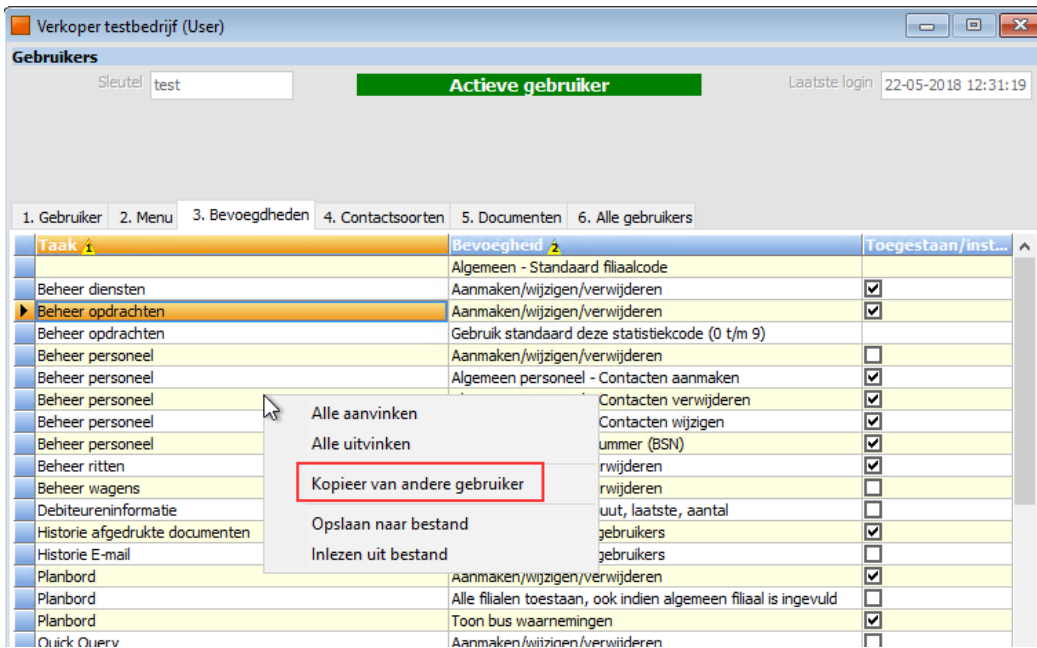 Verkoper testbedrijf (User)
Gebruikers
Sleutel test Actieve gebruiker Laatste login 22-05-2018 12:31:19
1. Gebruiker 2. Menu 3. Bevoegdheden 4. Contactsoorten 5. Documenten 6. Alle gebruikers
Taak 1 Bevoegheid 2 Toegestaan/inst...
Algemeen - Standaard filiaalcode
Beheer diensten Aanmaken/wijzigen/verwijderen
Beheer opdrachten Aanmaken/wijzigen/verwijderen
Beheer opdrachten Gebruik standaard deze statistiekcode (0 t/m 9)
Beheer personeel Aanmaken/wijzigen/verwijderen
Beheer personeel Algemeen personeel - Contacten aanmaken
Beheer personeel Contacten verwijderen
Beheer personeel Contacten wijzigen
Beheer personeel ummer (BSN)
Beheer ritten rwijderen
Beheer wagens rwijderen
Debiteureninformatie uut, laatste, aantal
Historie afgedrukte documenten gebruikers
Historie E-mail gebruikers
Alle aanvinken
Alle uitvinken
Kopieer van andere gebruiker
Opslaan naar bestand
Inlezen uit bestand
Planbord Aanmaken/wijzigen/verwijderen
Planbord Alle filialen toestaan, ook indien algemeen filiaal is ingevuld
Planbord Toon bus waarnemingen
Quick Query Aanmaken/wijzigen/verwijderen